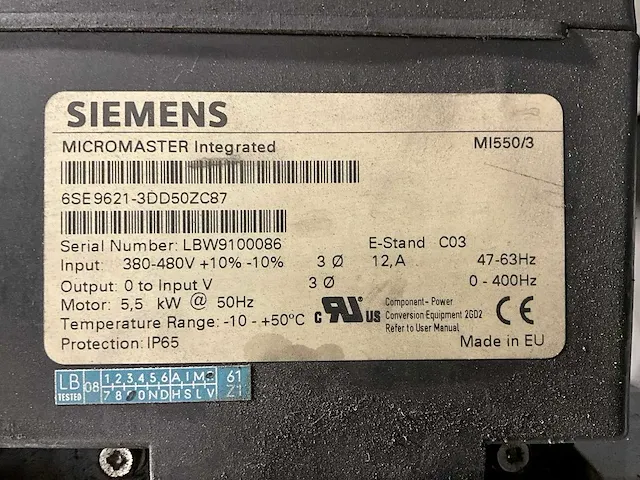 SIEMENS
MICROMASTER Integrated MI550/3
6SE9621-3DD50ZC87
Serial Number: LBW9100086 E-Stand C03
Input: 380-480V +10% -10% 3 Ø 12,A 47-63Hz
Output: 0 to Input V 3 Ø 0 - 400Hz
Motor: 5,5 kW @ 50Hz
Temperature Range: -10 - +50°C
Protection: IP65
c RU US
Component - Power
Conversion Equipment 2GD2
Refer to User Manual
CE
Made in EU
LB TESTED 08
1 2 3 4 5 6 A I M
7 8 0 N D H S L V
61
Z1